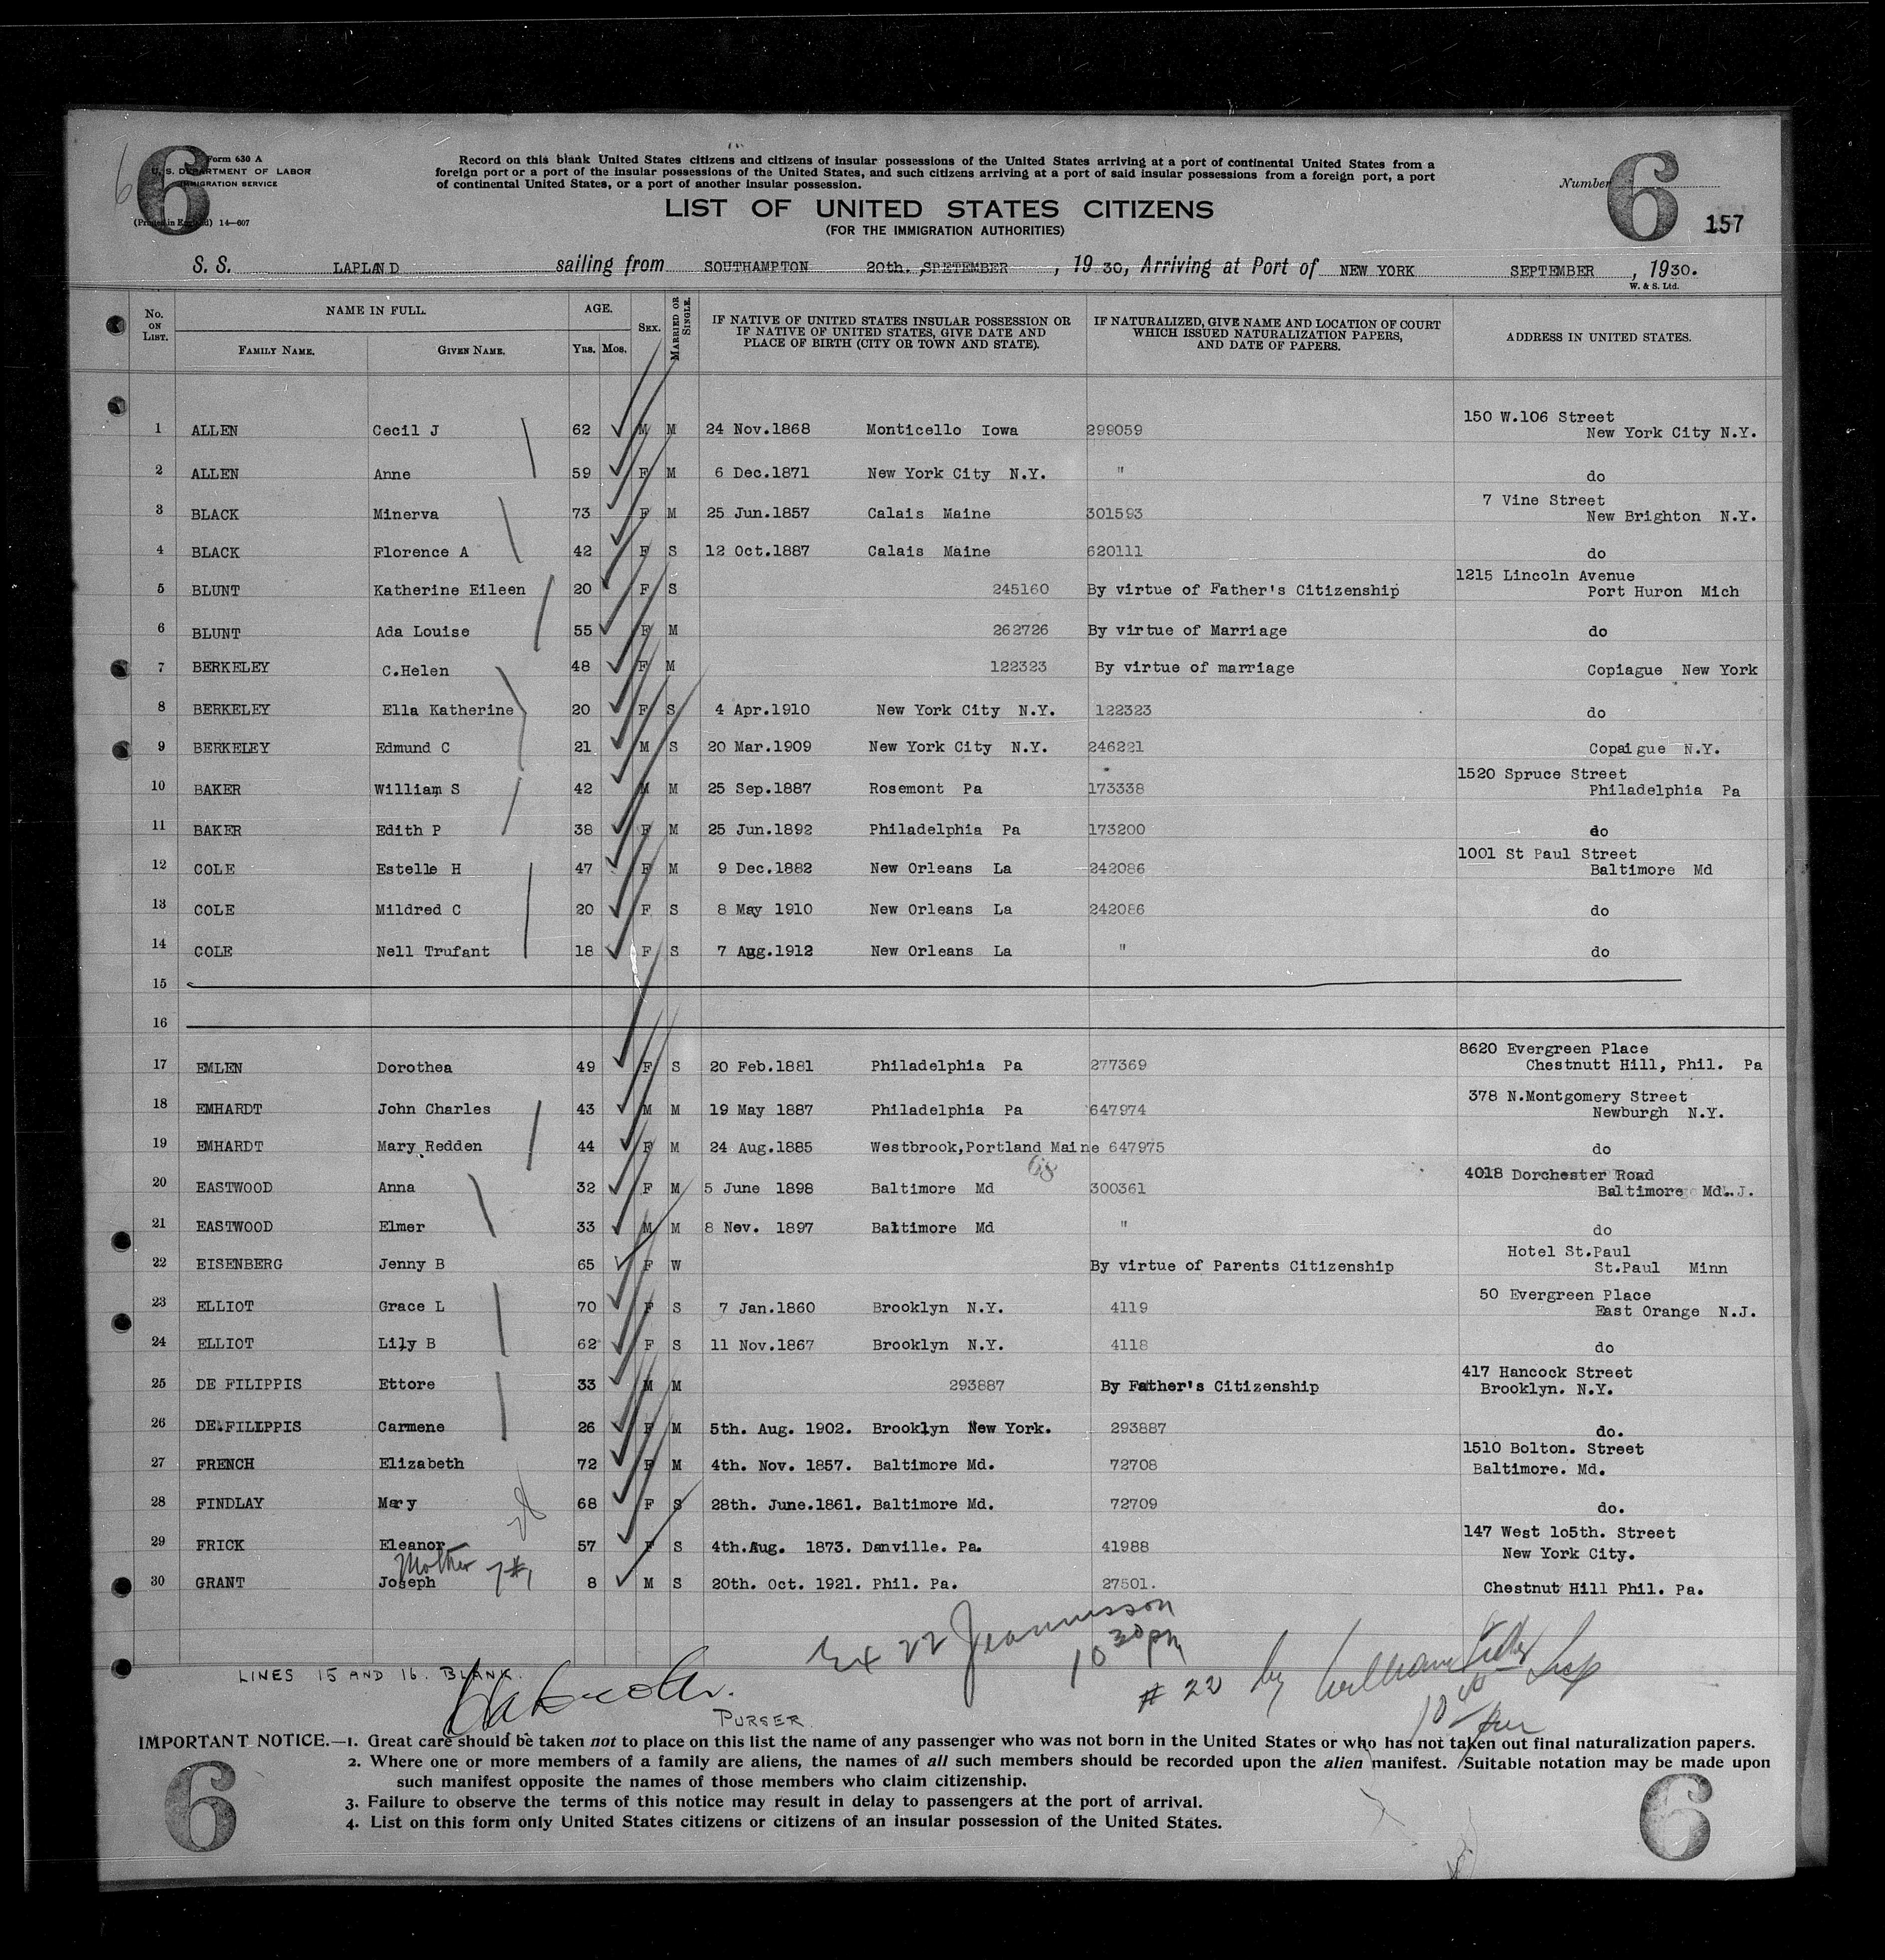 6
6 Form 630 A
U. S. DEPARTMENT OF LABOR
IMMIGRATION SERVICE
(Printed in England) 14—607
Record on this blank United States citizens and citizens of insular possessions of the United States arriving at a port of continental United States from a
foreign port or a port of the insular possessions of the United States, and such citizens arriving at a port of said insular possessions from a foreign port, a port
of continental United States, or a port of another insular possession.
Number 6 157
LIST OF UNITED STATES CITIZENS
(FOR THE IMMIGRATION AUTHORITIES)
S. S. LAPLAND sailing from SOUTHAMPTON 20th. ,SPETEMBER , 19 30, Arriving at Port of NEW YORK SEPTEMBER , 1930.
W. & S. Ltd.
No. ON LIST. NAME IN FULL. AGE. SEX. MARRIED OR SINGLE. IF NATIVE OF UNITED STATES INSULAR POSSESSION OR IF NATIVE OF UNITED STATES, GIVE DATE AND PLACE OF BIRTH (CITY OR TOWN AND STATE). IF NATURALIZED, GIVE NAME AND LOCATION OF COURT WHICH ISSUED NATURALIZATION PAPERS, AND DATE OF PAPERS. ADDRESS IN UNITED STATES.
FAMILY NAME. GIVEN NAME. YRS. MOS.
150 W.106 Street
1 ALLEN Cecil J 62 M M 24 Nov.1868 Monticello Iowa 299059 New York City N.Y.
2 ALLEN Anne 59 F M 6 Dec.1871 New York City N.Y. " do
7 Vine Street
3 BLACK Minerva 73 F M 25 Jun.1857 Calais Maine 301593 New Brighton N.Y.
4 BLACK Florence A 42 F S 12 Oct.1887 Calais Maine 620111 do
1215 Lincoln Avenue
5 BLUNT Katherine Eileen 20 F S 245160 By virtue of Father's Citizenship Port Huron Mich
6 BLUNT Ada Louise 55 F M 262726 By virtue of Marriage do
7 BERKELEY C.Helen 48 F M 122323 By virtue of marriage Copiague New York
8 BERKELEY Ella Katherine 20 F S 4 Apr.1910 New York City N.Y. 122323 do
9 BERKELEY Edmund C 21 M S 20 Mar.1909 New York City N.Y. 246221 Copaigue N.Y.
1520 Spruce Street
10 BAKER William S 42 M M 25 Sep.1887 Rosemont Pa 173338 Philadelphia Pa
11 BAKER Edith P 38 F M 25 Jun.1892 Philadelphia Pa 173200 do
1001 St Paul Street
12 COLE Estelle H 47 F M 9 Dec.1882 New Orleans La 242086 Baltimore Md
13 COLE Mildred C 20 F S 8 May 1910 New Orleans La 242086 do
14 COLE Nell Trufant 18 F S 7 Aug.1912 New Orleans La " do
15
16
8620 Evergreen Place
17 EMLEN Dorothea 49 F S 20 Feb.1881 Philadelphia Pa 277369 Chestnutt Hill, Phil. Pa
378 N.Montgomery Street
18 EMHARDT John Charles 43 M M 19 May 1887 Philadelphia Pa 647974 Newburgh N.Y.
19 EMHARDT Mary Redden 44 F M 24 Aug.1885 Westbrook,Portland Maine 647975 do
4018 Dorchester Road
20 EASTWOOD Anna 32 F M 5 June 1898 Baltimore Md 300361 Baltimore Md.
21 EASTWOOD Elmer 33 M M 8 Nov. 1897 Baltimore Md " do
Hotel St.Paul
22 EISENBERG Jenny B 65 F W By virtue of Parents Citizenship St.Paul Minn
50 Evergreen Place
23 ELLIOT Grace L 70 F S 7 Jan.1860 Brooklyn N.Y. 4119 East Orange N.J.
24 ELLIOT Lily B 62 F S 11 Nov.1867 Brooklyn N.Y. 4118 do
417 Hancock Street
25 DE FILIPPIS Ettore 33 M M 293887 By Father's Citizenship Brooklyn. N.Y.
26 DE.FILIPPIS Carmene 26 F M 5th. Aug. 1902. Brooklyn New York. 293887 do.
1510 Bolton. Street
27 FRENCH Elizabeth 72 F M 4th. Nov. 1857. Baltimore Md. 72708 Baltimore. Md.
28 FINDLAY Mary 68 F S 28th. June.1861. Baltimore Md. 72709 do.
147 West 1o5th. Street
29 FRICK Eleanor 57 F S 4th.Aug. 1873. Danville. Pa. 41988 New York City.
Mother 7#1
30 GRANT Joseph 8 M S 20th. Oct. 1921. Phil. Pa. 27501. Chestnut Hill Phil. Pa.
Ex 22
10 30 pm
LINES 15 AND 16. BLANK.
# 22 by William Insp
10 40
PURSER.
IMPORTANT NOTICE.—1. Great care should be taken not to place on this list the name of any passenger who was not born in the United States or who has not taken out final naturalization papers.
2. Where one or more members of a family are aliens, the names of all such members should be recorded upon the alien manifest. Suitable notation may be made upon
such manifest opposite the names of those members who claim citizenship.
3. Failure to observe the terms of this notice may result in delay to passengers at the port of arrival.
4. List on this form only United States citizens or citizens of an insular possession of the United States.
6 6